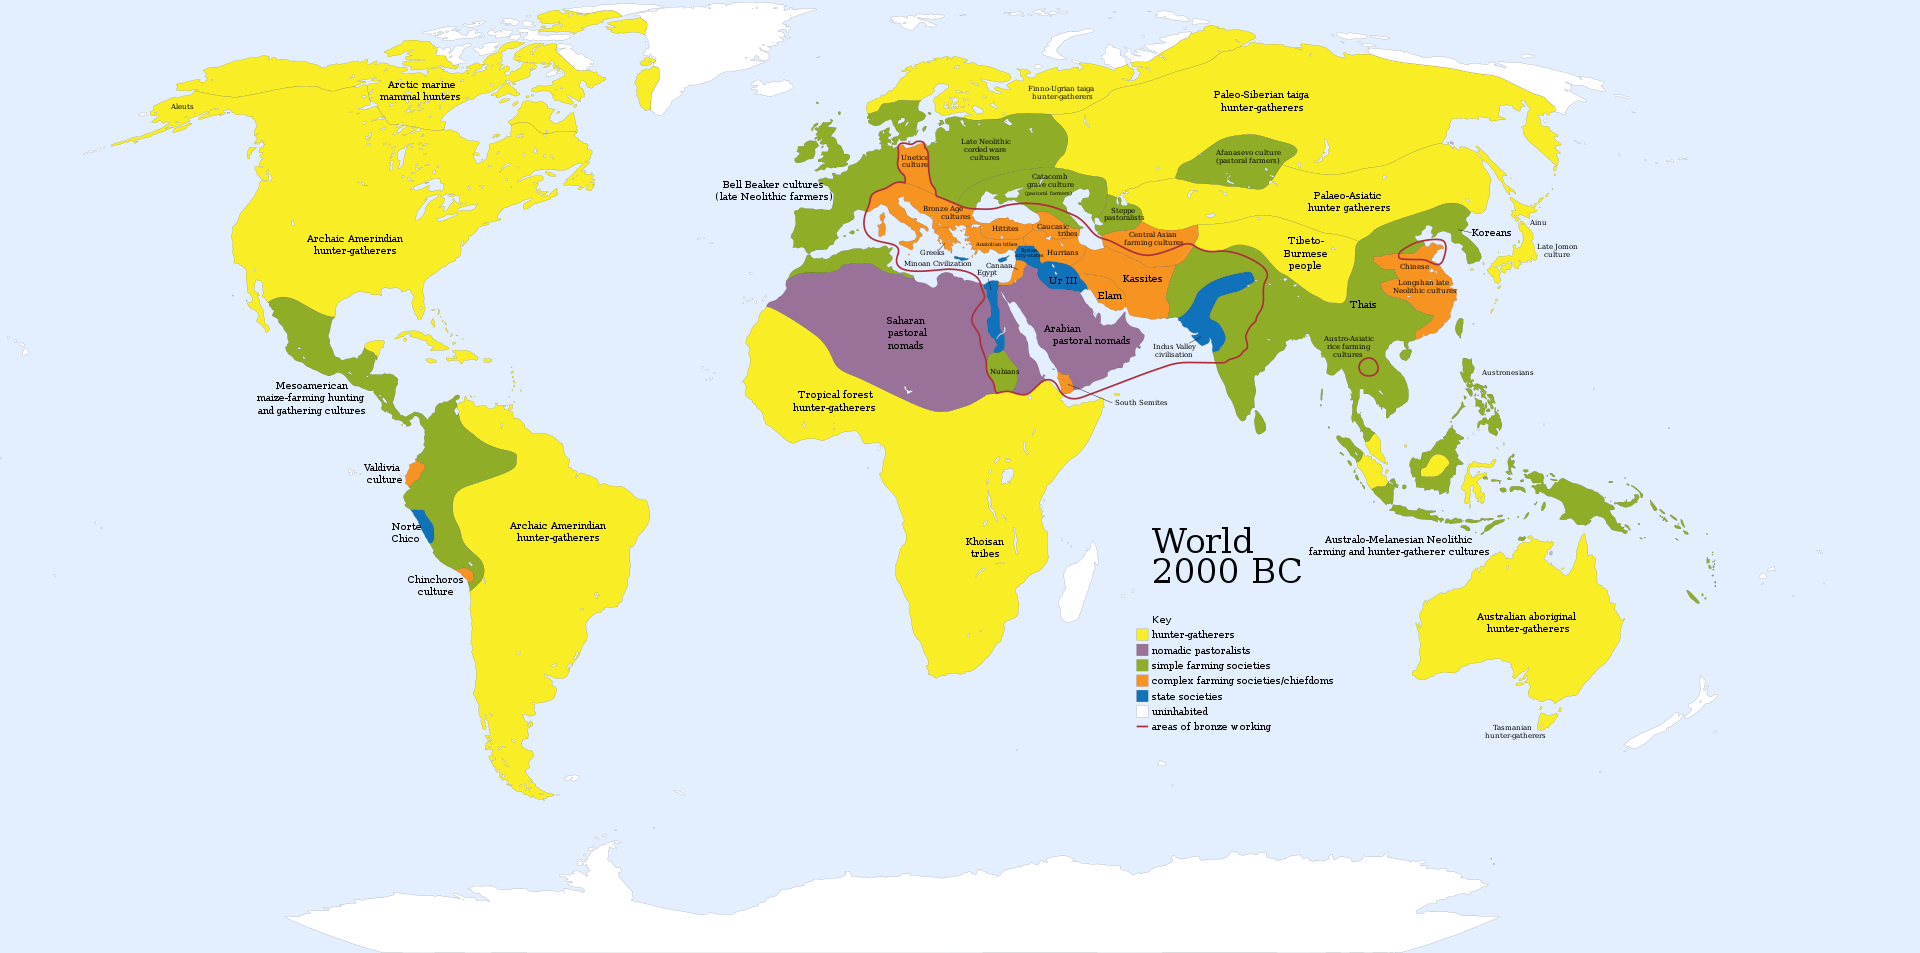 Arctic marine
mammal hunters
Aleuts
Archaic Amerindian
hunter-gatherers
Mesoamerican
maize-farming hunting
and gathering cultures
Valdivia
culture
Norte
Chico
Chinchoros
culture
Archaic Amerindian
hunter-gatherers
Finno-Ugrian taiga
hunter-gatherers
Paleo-Siberian taiga
hunter-gatherers
Late Neolithic
corded ware
cultures
Unetice
culture
Afanasevo culture
(pastoral farmers)
Bell Beaker cultures
(late Neolithic farmers)
Catacomb
grave culture
(pastoral farmers)
Palaeo-Asiatic
hunter gatherers
Bronze Age
cultures
Steppe
pastoralists
Ainu
Koreans
Late Jomon
culture
Hittites
Caucasic
tribes
Central Asian
farming cultures
Tibeto-
Burmese
people
Anatolian tribes
Greeks
Minoan Civilization
city-states
Hurrians
Canaan
Egypt
Ur III
Kassites
Elam
Chinese
Longshan late
Neolithic cultures
Thais
Saharan
pastoral
nomads
Arabian
pastoral nomads
Indus Valley
civilisation
Austro-Asiatic
rice farming
cultures
Nubians
Austronesians
Tropical forest
hunter-gatherers
South Semites
Khoisan
tribes
World
2000 BC
Australo-Melanesian Neolithic
farming and hunter-gatherer cultures
Australian aboriginal
hunter-gatherers
Tasmanian
hunter-gatherers
Key
hunter-gatherers
nomadic pastoralists
simple farming societies
complex farming societies/chiefdoms
state societies
uninhabited
areas of bronze working